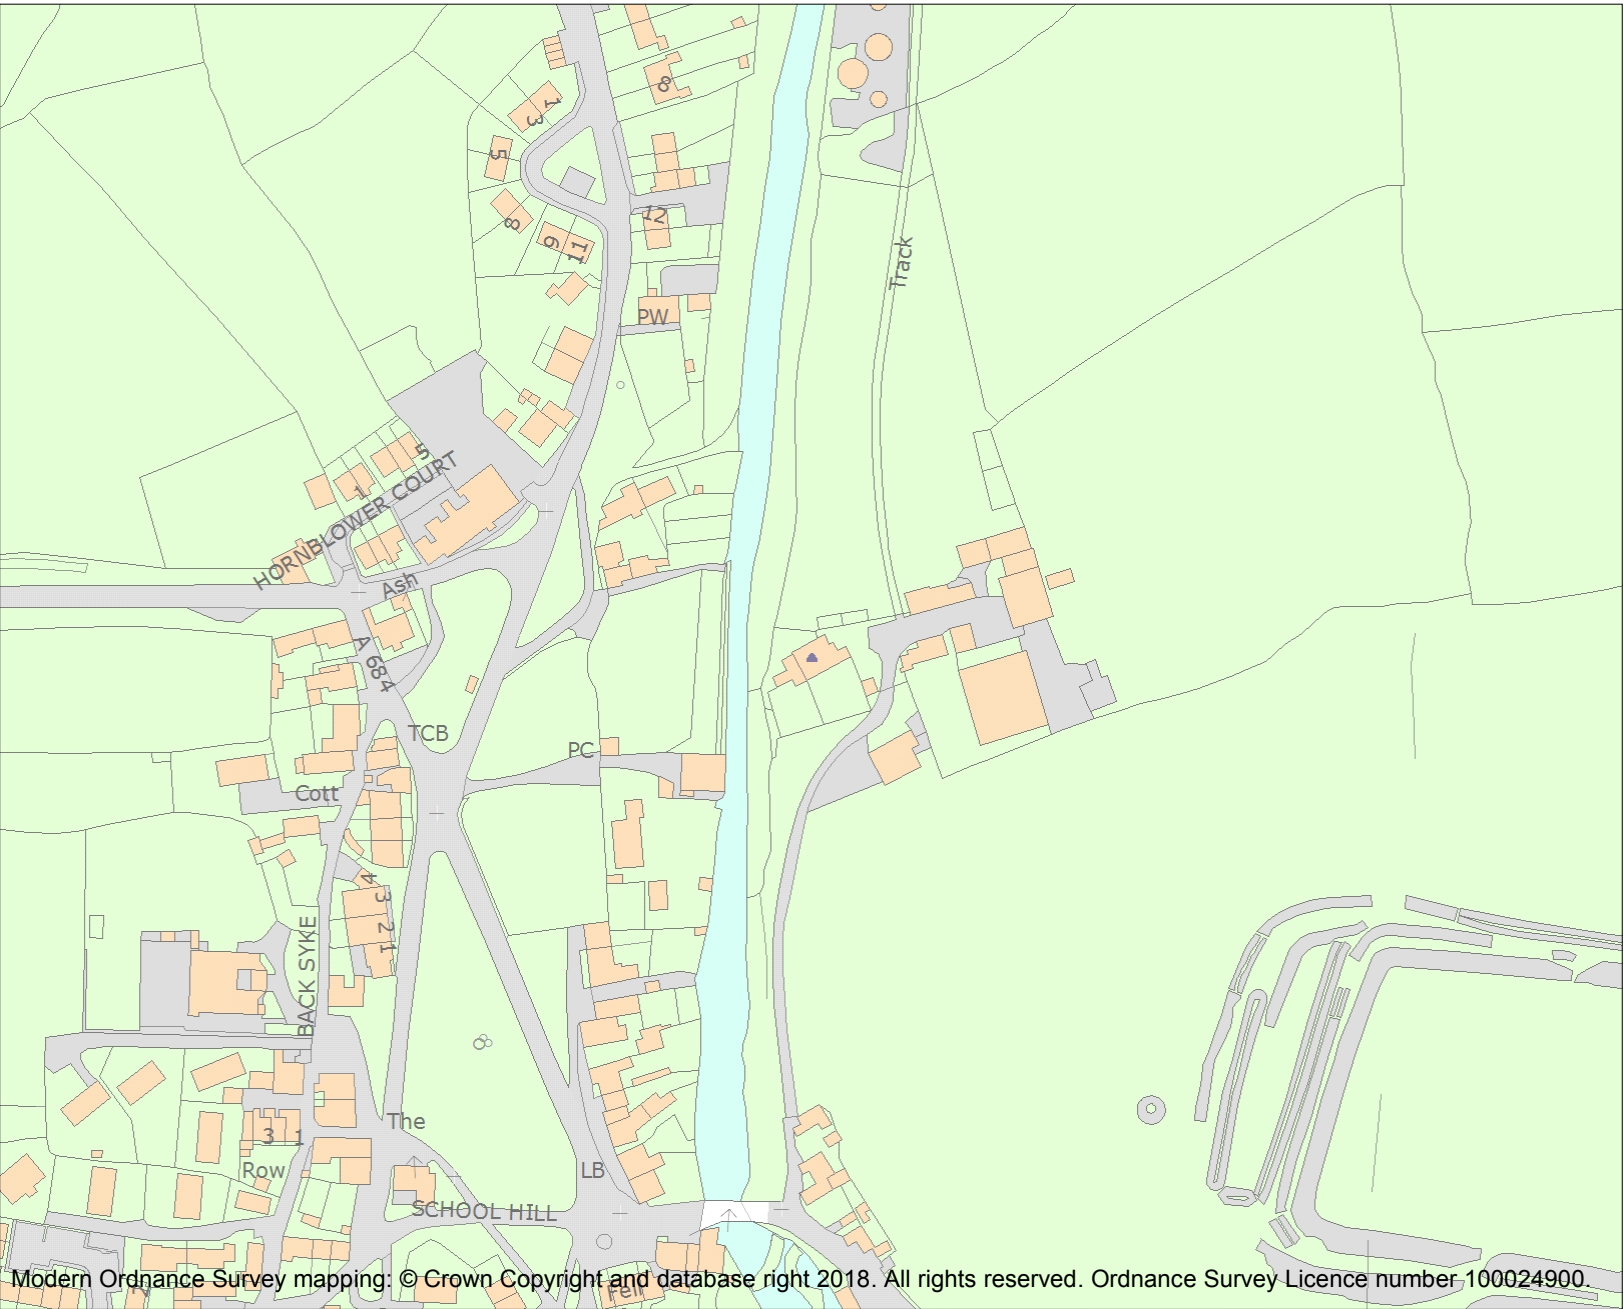 8
1
3
5
12
8
9
11
Track
PW
5
HORNBLOWER COURT
1
Ash
A 684
TCB
PC
Cott
4
3
2
1
BACK SYKE
The
3
1
Row
LB
SCHOOL HILL
Modern Ordnance Survey mapping: © Crown Copyright and database right 2018. All rights reserved. Ordnance Survey Licence number 100024900.
2
Fell